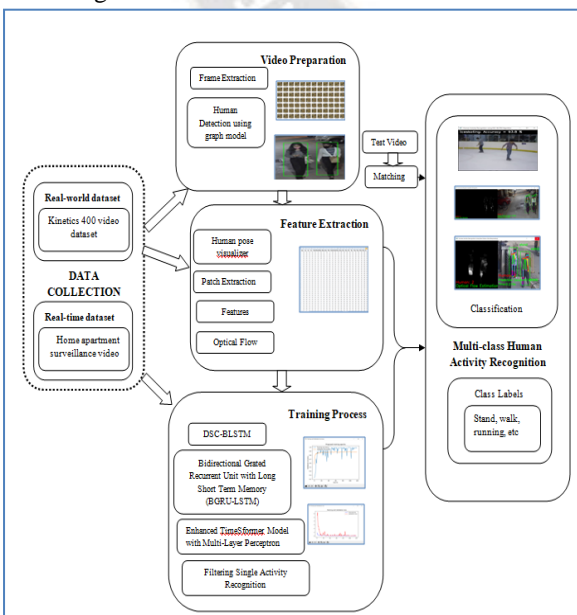 Video Preparation
Frame Extraction
Human
Detection using
graph model
Test Video
Matching
Real-world dataset
Kinetics 400 video
dataset
DATA
COLLECTION
Real-time dataset
Home apartment
surveillance video
Feature Extraction
Human pose
visualizer
Patch Extraction
Features
Optical Flow
Training Process
DSC-BLSTM
Bidirectional Grated
Recurrent Unit with Long
Short Term Memory
(BGRU-LSTM)
Enhanced TimeSformer Model
with Multi-Layer Perceptron
Filtering Single Activity
Recognition
Classification
Multi-class Human
Activity Recognition
Class Labels
Stand, walk,
running, etc